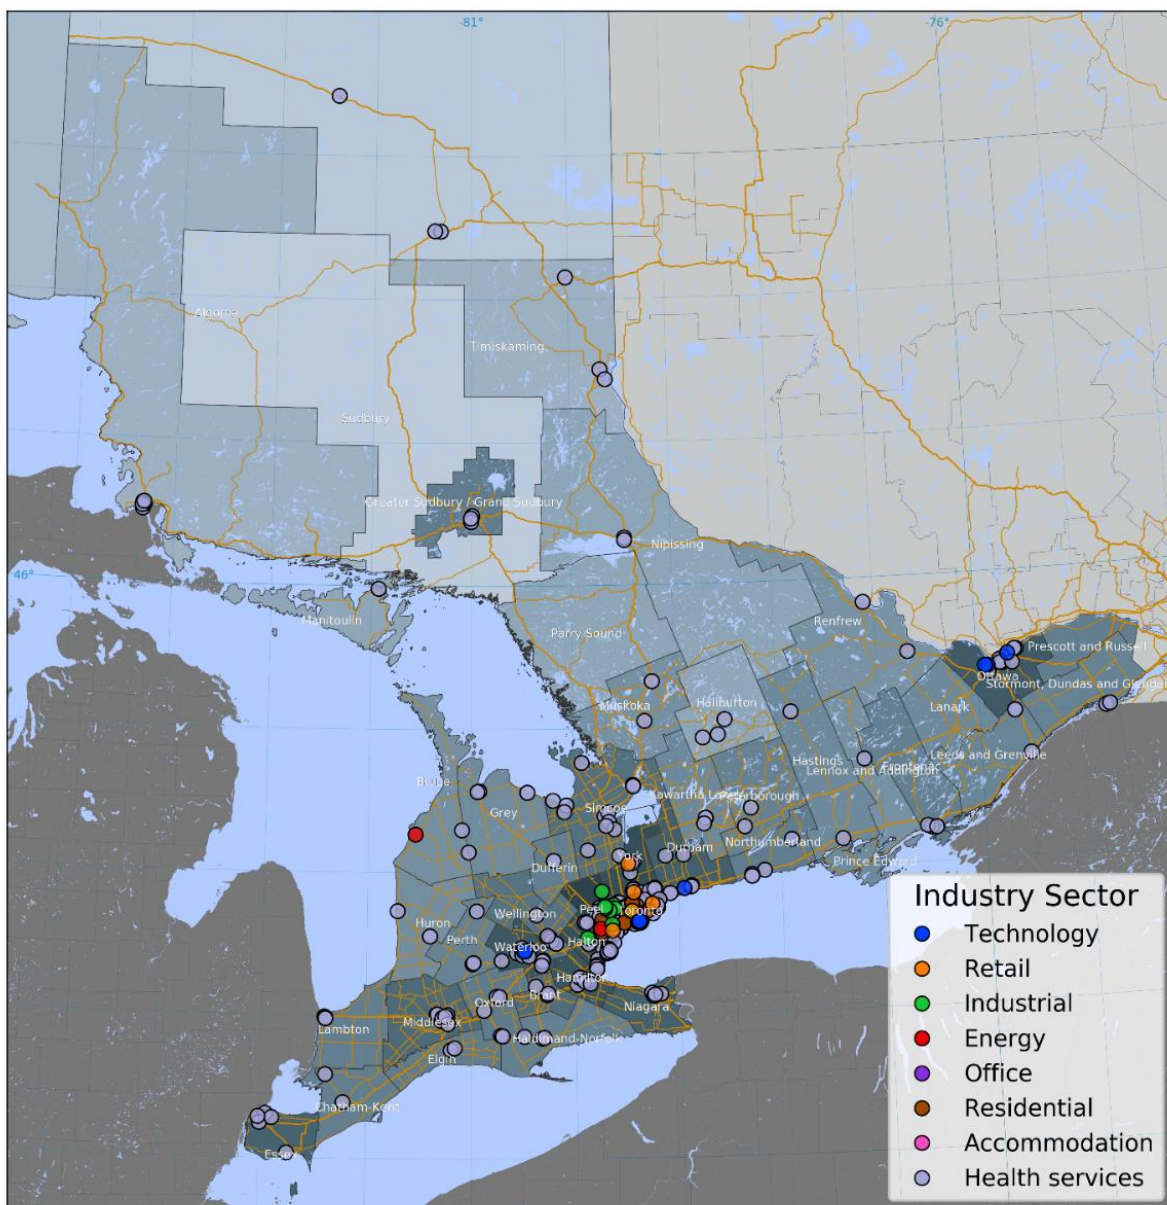 -81°
-76°
Algoma
Timiskaming
Sudbury
Greater Sudbury / Grand Sudbury
Nipissing
46°
Manitoulin
Parry Sound
Renfrew
Prescott and Russell
Ottawa
Stormont, Dundas and Glengarry
Muskoka
Haliburton
Lanark
Leeds and Grenville
Hastings
Frontenac
Lennox and Addington
Bruce
Grey
Simcoe
Kawartha Lakes
Peterborough
Northumberland
Prince Edward
Durham
York
Dufferin
Wellington
Peel
Toronto
Huron
Perth
Waterloo
Halton
Hamilton
Niagara
Oxford
Brant
Middlesex
Lambton
Haldimand-Norfolk
Elgin
Chatham-Kent
Essex
Industry Sector
Technology
Retail
Industrial
Energy
Office
Residential
Accommodation
Health services